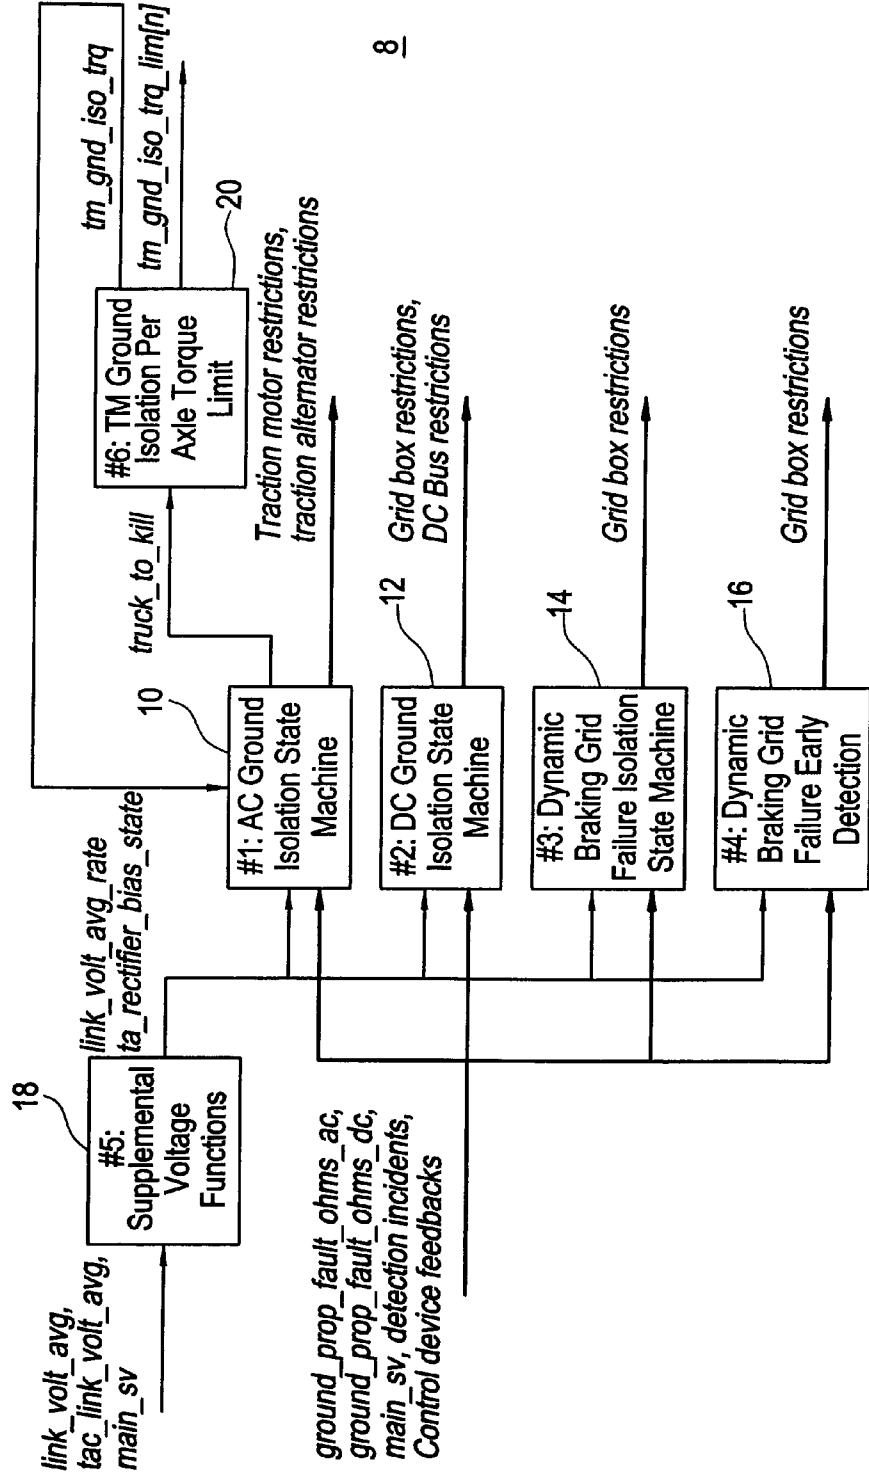 link_volt_avg,
tac_link_volt_avg,
main_sv
18
#5:
Supplemental
Voltage
Functions
link_volt_avg_rate
ta_rectifier_bias_state
ground_prop_fault_ohms_ac,
ground_prop_fault_ohms_dc,
main_sv, detection incidents,
Control device feedbacks
10
#1: AC Ground
Isolation State
Machine
truck_to_kill
#6: TM Ground
Isolation Per
Axle Torque
Limit
20
tm_gnd_iso_trq
tm_gnd_iso_trq_lim[n]
Traction motor restrictions,
traction alternator restrictions
12
#2: DC Ground
Isolation State
Machine
Grid box restrictions,
DC Bus restrictions
14
#3: Dynamic
Braking Grid
Failure Isolation
State Machine
Grid box restrictions
16
#4: Dynamic
Braking Grid
Failure Early
Detection
Grid box restrictions
8